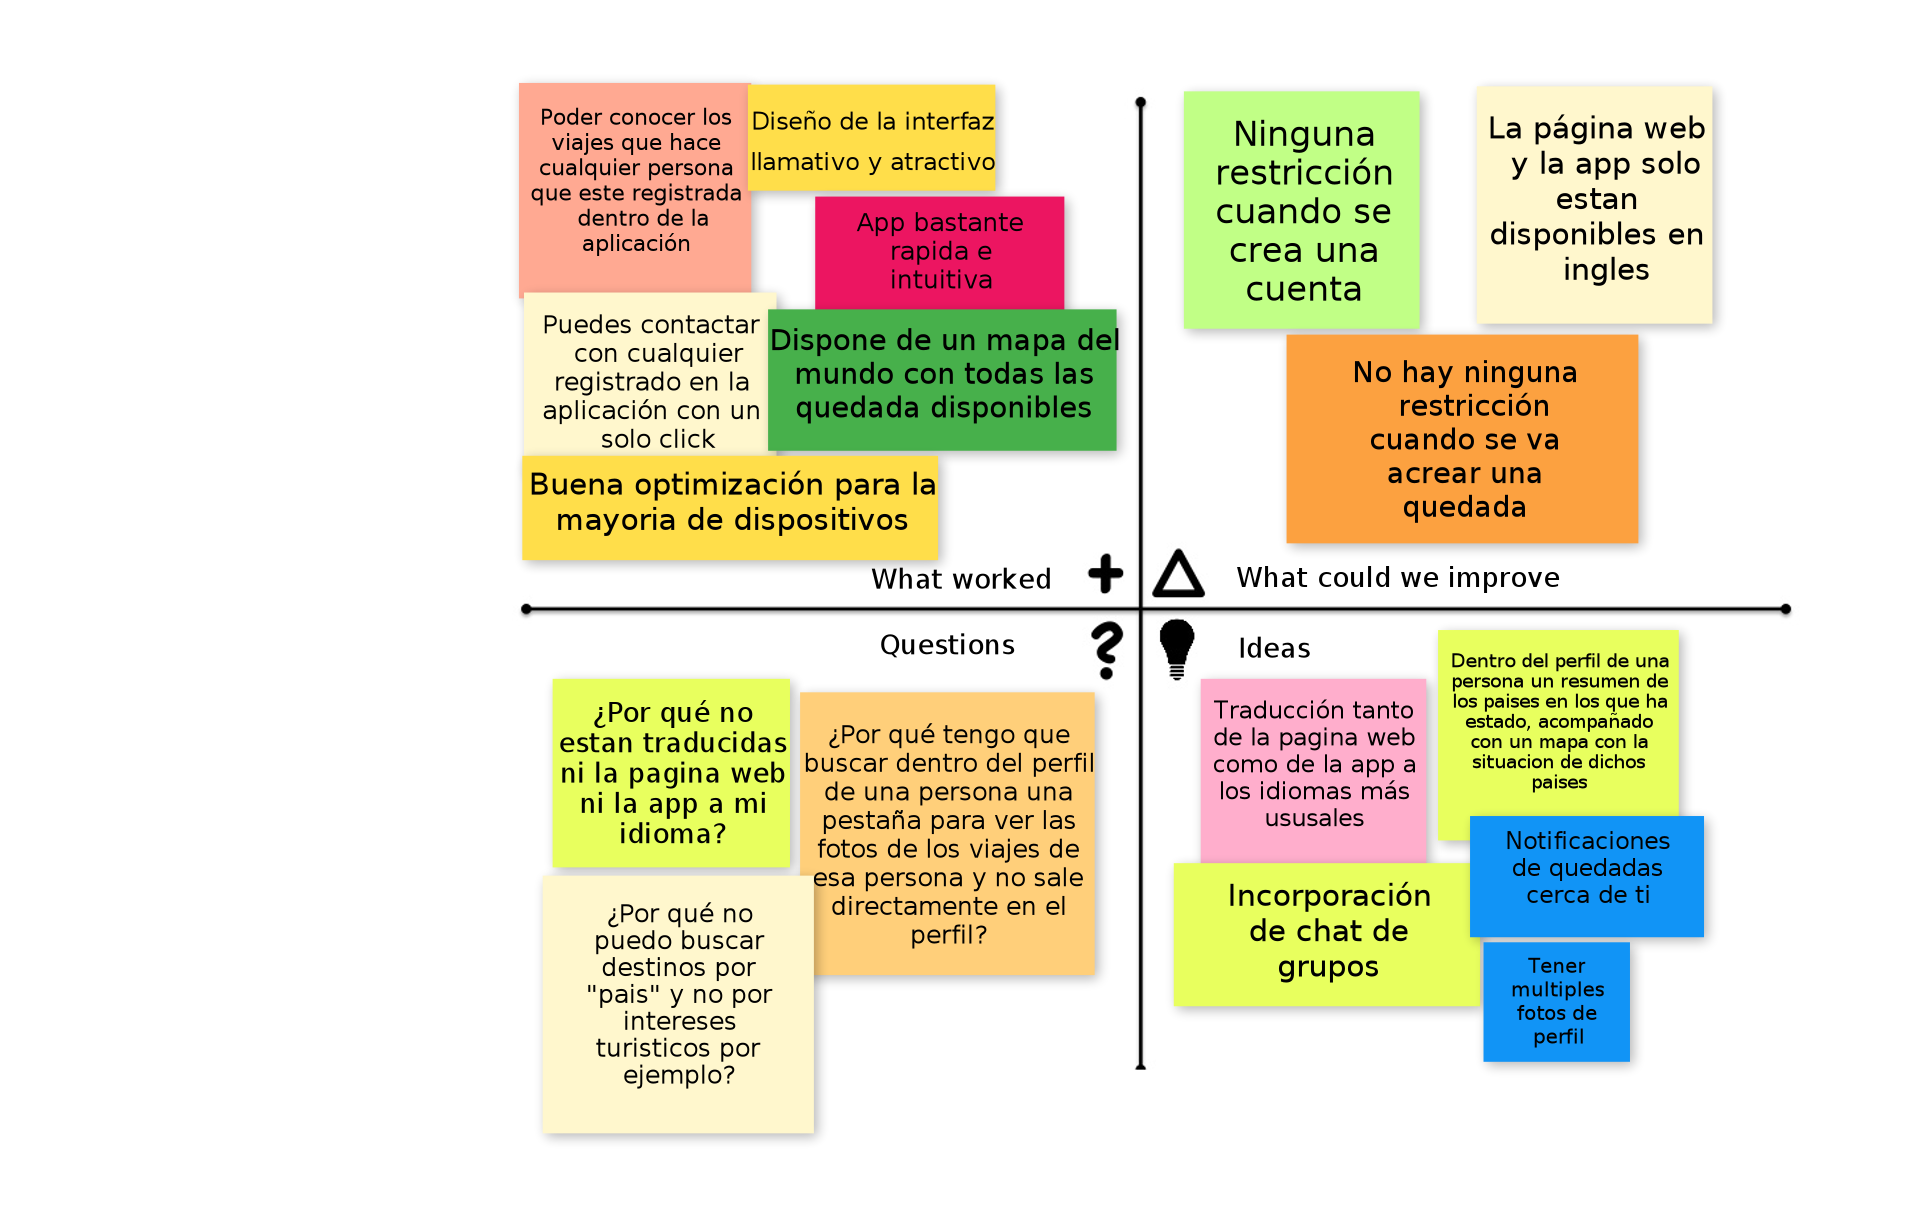 Poder conocer los
viajes que hace
cualquier persona
que este registrada
dentro de la
aplicación
Diseño de la interfaz
llamativo y atractivo
App bastante
rapida e
intuitiva
Puedes contactar
con cualquier
registrado en la
aplicación con un
solo click
Dispone de un mapa del
mundo con todas las
quedada disponibles
Buena optimización para la
mayoria de dispositivos
What worked
Ninguna
restricción
cuando se
crea una
cuenta
La página web
y la app solo
estan
disponibles en
ingles
No hay ninguna
restricción
cuando se va
acrear una
quedada
What could we improve
Questions
¿Por qué no
estan traducidas
ni la pagina web
ni la app a mi
idioma?
¿Por qué tengo que
buscar dentro del perfil
de una persona una
pestaña para ver las
fotos de los viajes de
esa persona y no sale
directamente en el
perfil?
¿Por qué no
puedo buscar
destinos por
"pais" y no por
intereses
turisticos por
ejemplo?
Ideas
Traducción tanto
de la pagina web
como de la app a
los idiomas más
ususales
Dentro del perfil de una
persona un resumen de
los paises en los que ha
estado, acompañado
con un mapa con la
situacion de dichos
paises
Notificaciones
de quedadas
cerca de ti
Incorporación
de chat de
grupos
Tener
multiples
fotos de
perfil